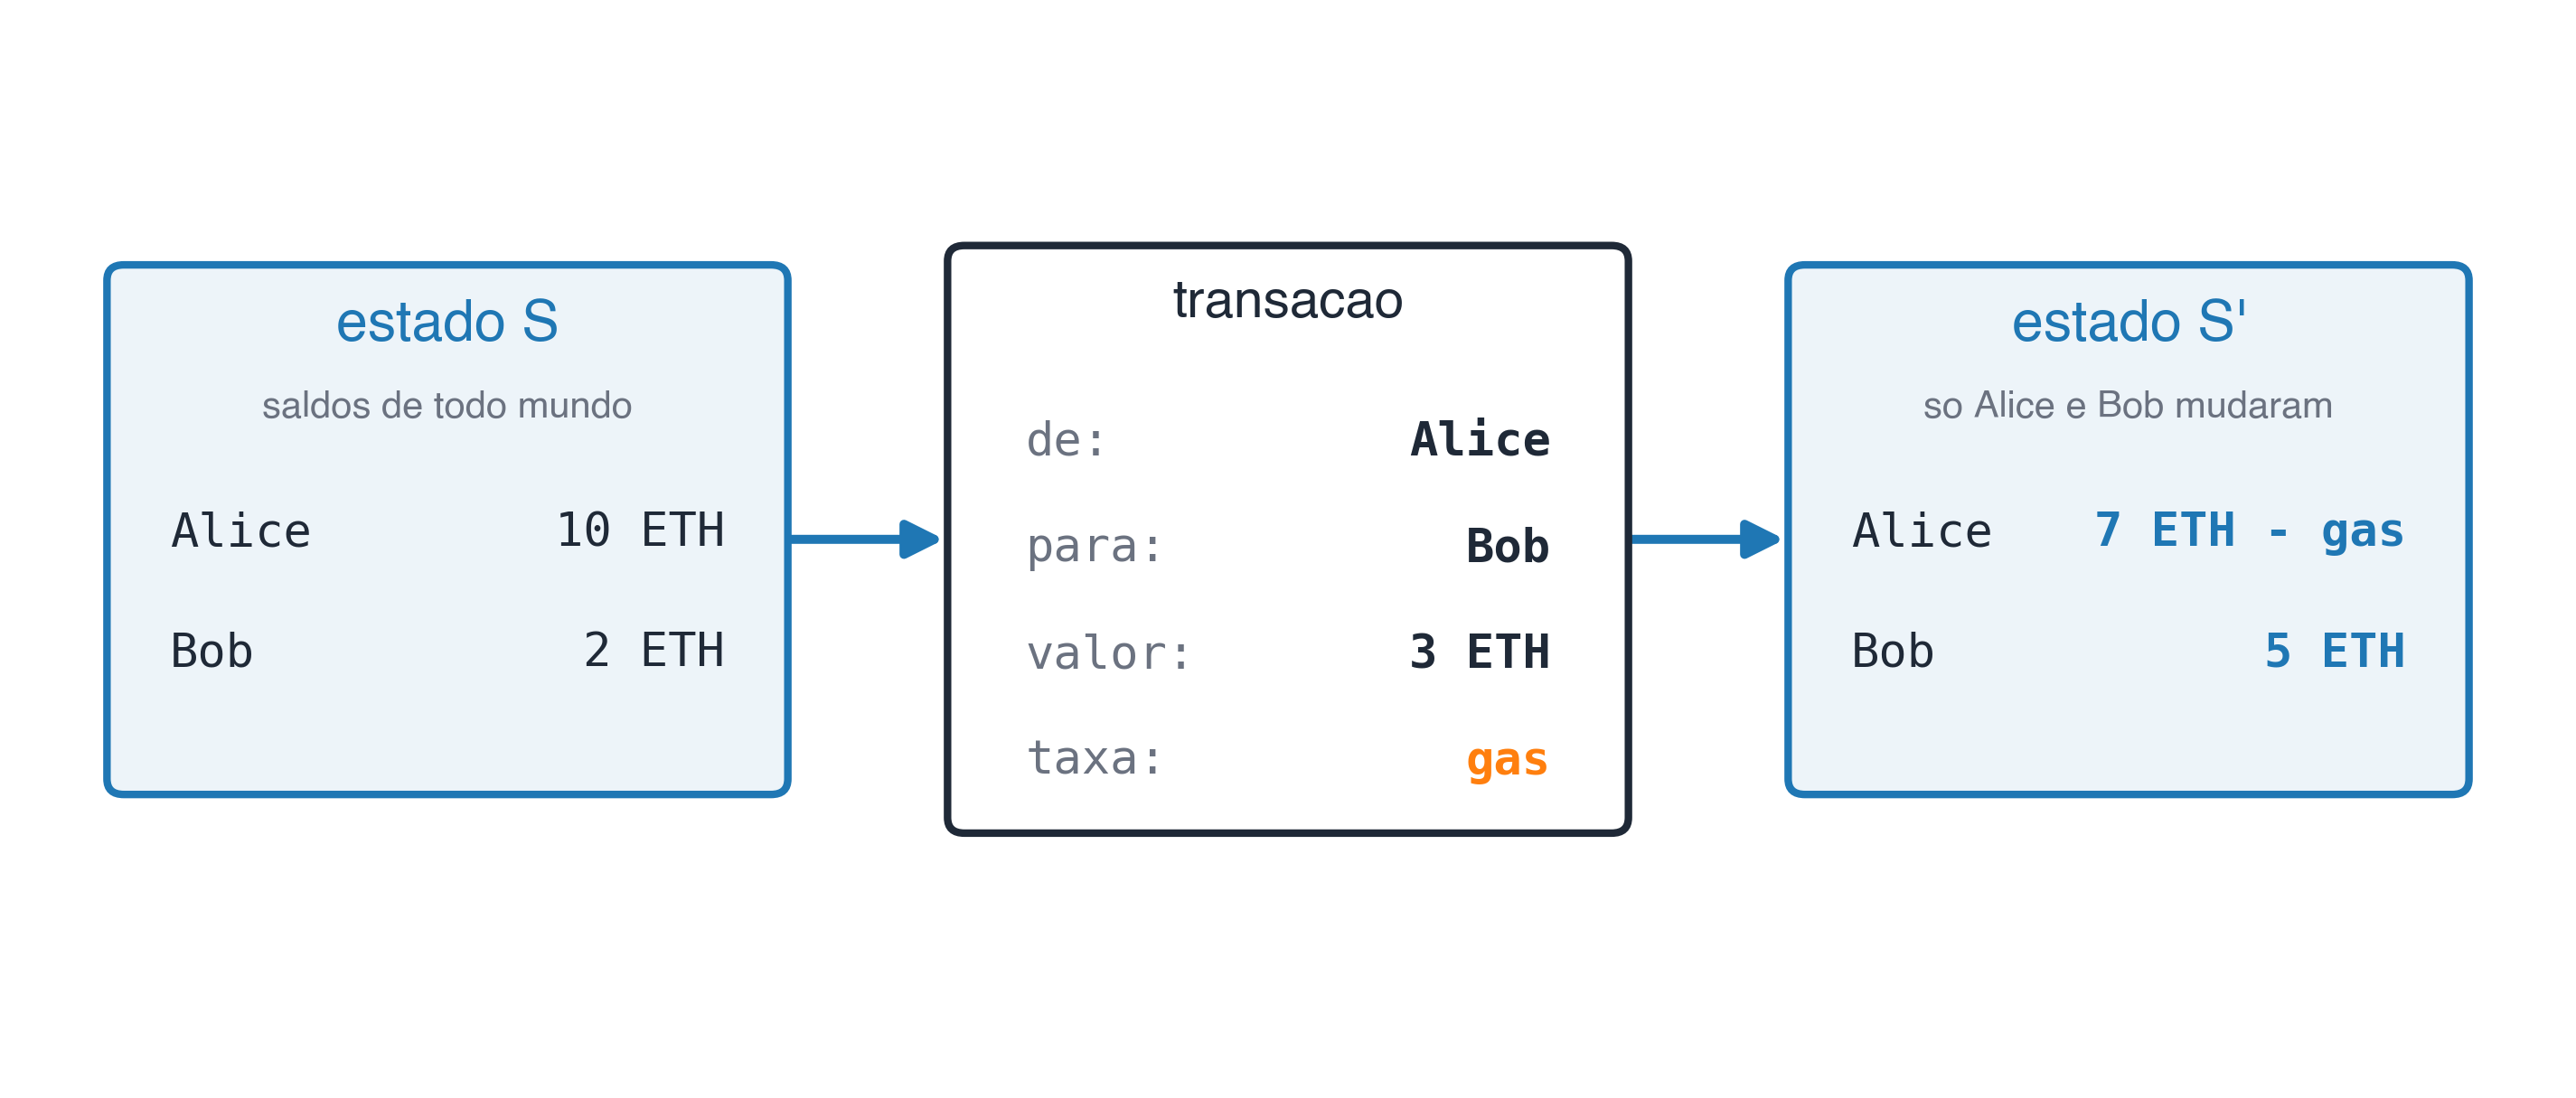 estado S
saldos de todo mundo
Alice 10 ETH
Bob 2 ETH
transacao
de: Alice
para: Bob
valor: 3 ETH
taxa: gas
estado S'
so Alice e Bob mudaram
Alice 7 ETH - gas
Bob 5 ETH